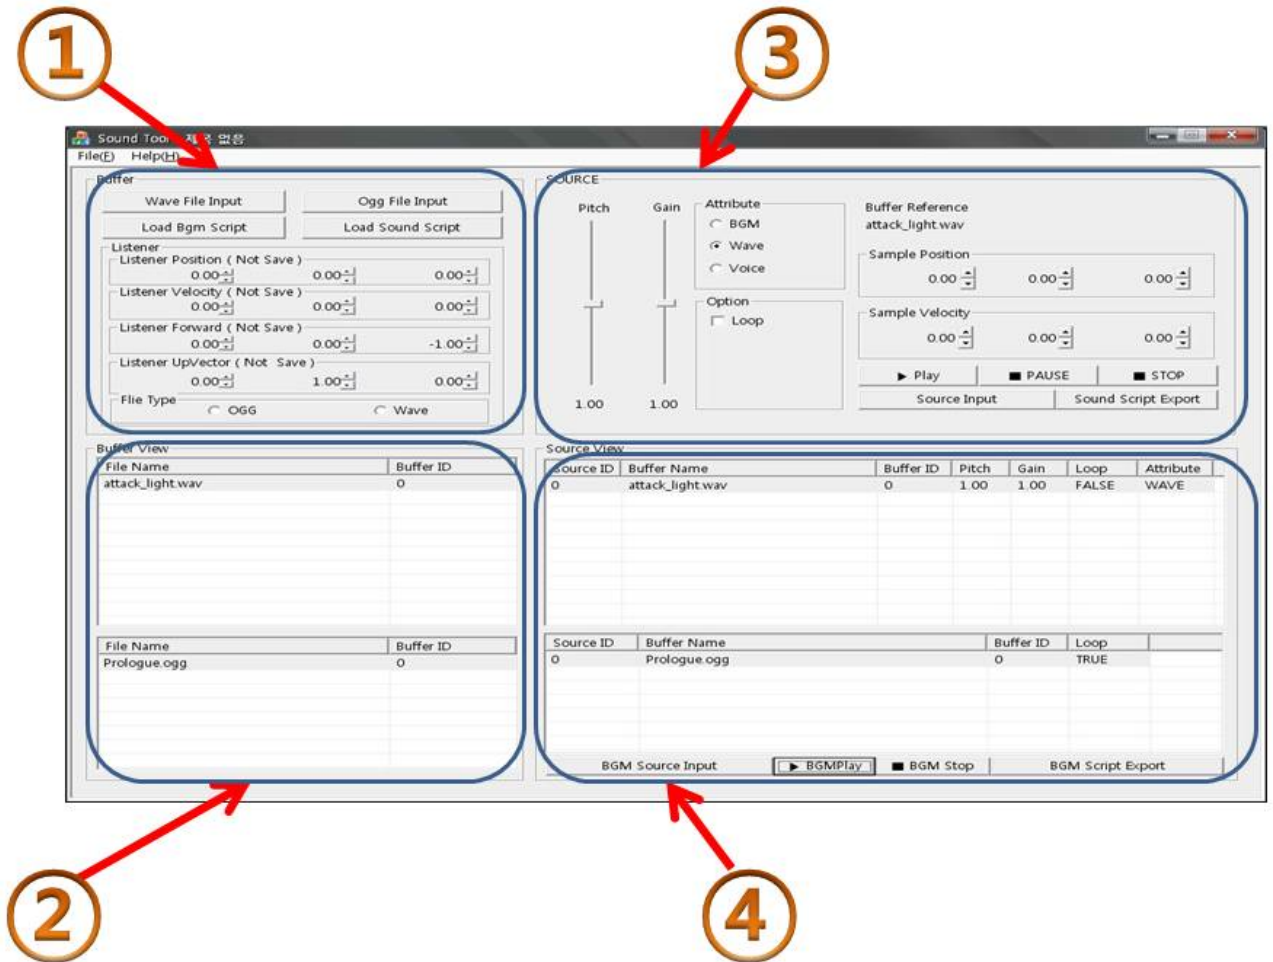 1
3
Sound Tool 제목 없음
File(F) Help(H)
Buffer
Wave File Input Ogg File Input
Load Bgm Script Load Sound Script
Listener
Listener Position ( Not Save )
0.00 0.00 0.00
Listener Velocity ( Not Save )
0.00 0.00 0.00
Listener Forward ( Not Save )
0.00 0.00 -1.00
Listener UpVector ( Not Save )
0.00 1.00 0.00
Flie Type
OGG Wave
SOURCE
Pitch Gain
1.00 1.00
Attribute
BGM
Wave
Voice
Option
Loop
Buffer Reference
attack_light.wav
Sample Position
0.00 0.00 0.00
Sample Velocity
0.00 0.00 0.00
Play PAUSE STOP
Source Input Sound Script Export
Buffer View
File Name Buffer ID
attack_light.wav 0
File Name Buffer ID
Prologue.ogg 0
Source View
Source ID Buffer Name Buffer ID Pitch Gain Loop Attribute
0 attack_light.wav 0 1.00 1.00 FALSE WAVE
Source ID Buffer Name Buffer ID Loop
0 Prologue.ogg 0 TRUE
BGM Source Input BGMPlay BGM Stop BGM Script Export
2
4